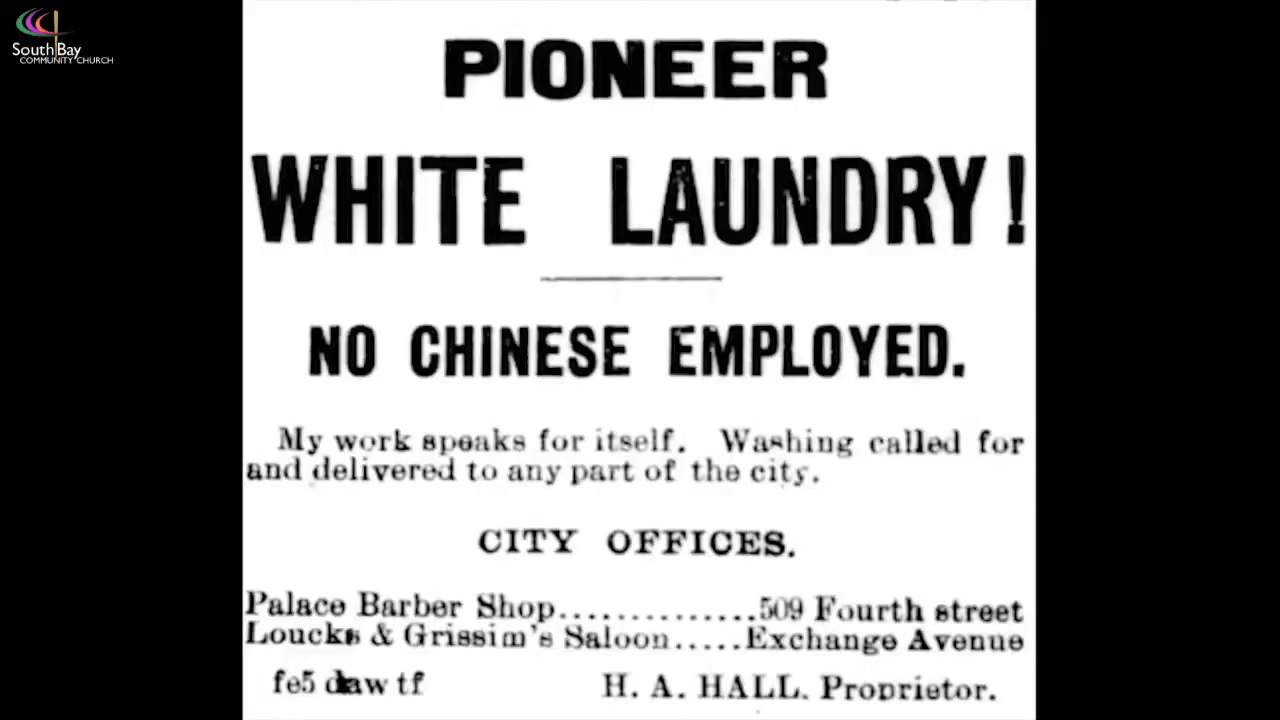 South Bay
COMMUNITY CHURCH
PIONEER
WHITE LAUNDRY!
NO CHINESE EMPLOYED.
My work speaks for itself. Washing called for
and delivered to any part of the city.
CITY OFFICES.
Palace Barber Shop..............509 Fourth street
Loucks & Grissim's Saloon.....Exchange Avenue
fe5 d&w tf
H. A. HALL. Proprietor.